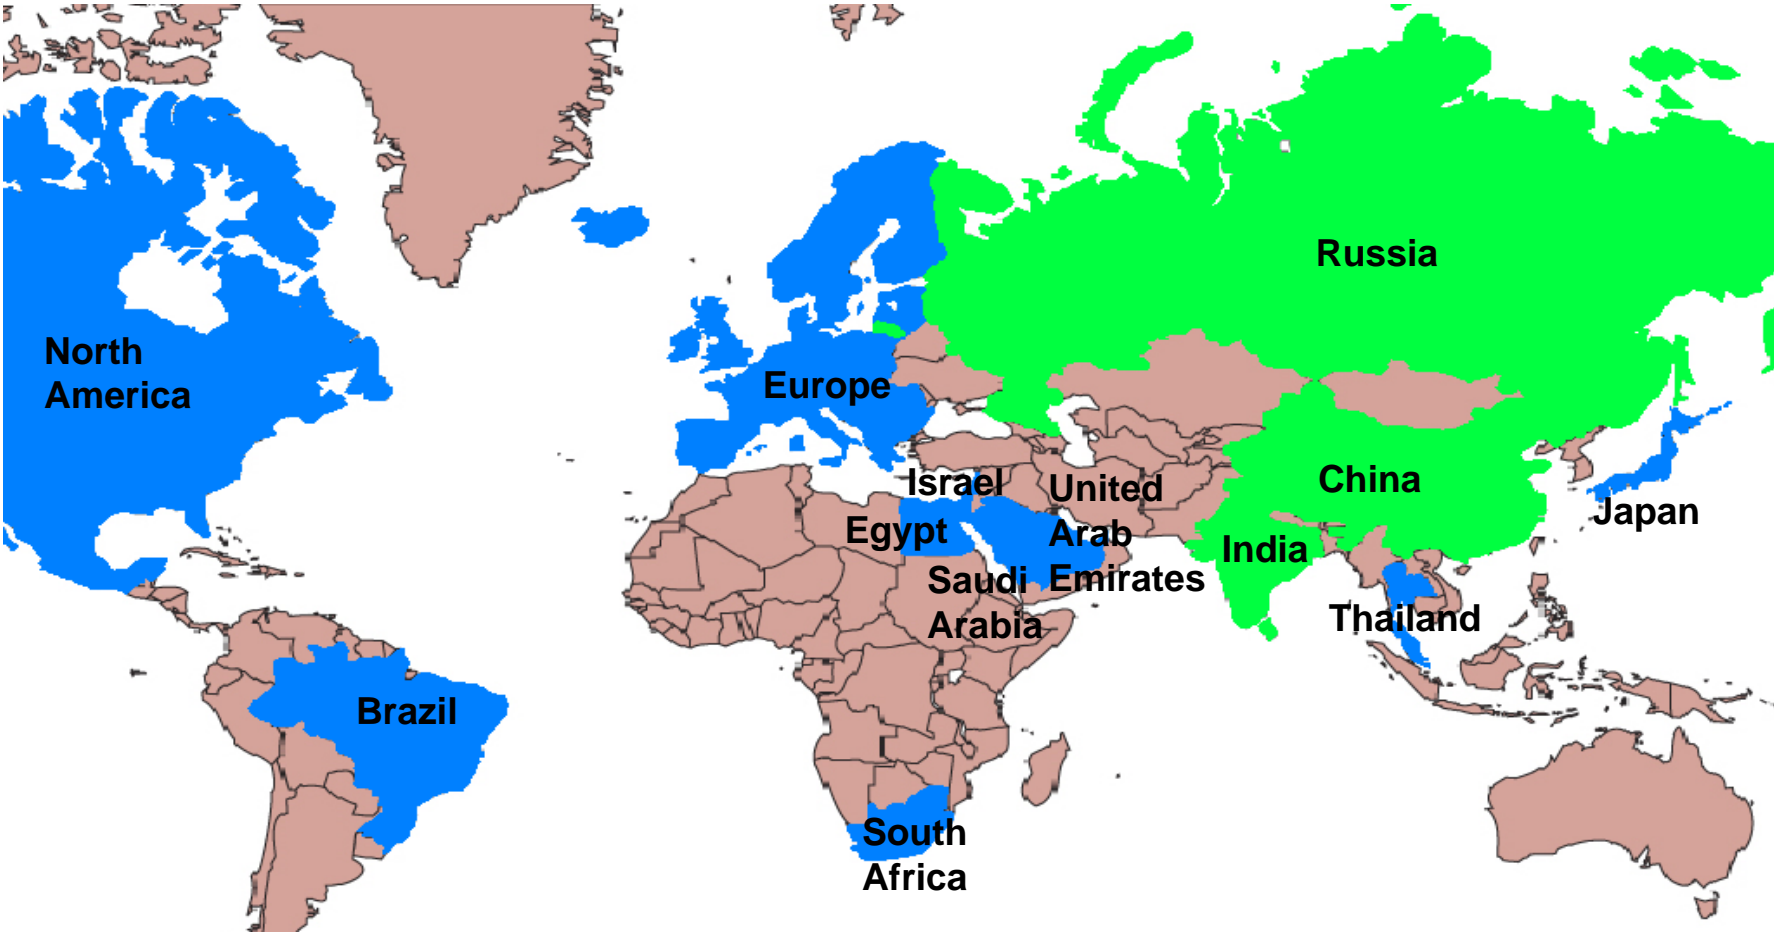 Russia
North
America
Europe
Israel
United
Arab
Emirates
China
Japan
Egypt
India
Saudi
Arabia
Thailand
Brazil
South
Africa